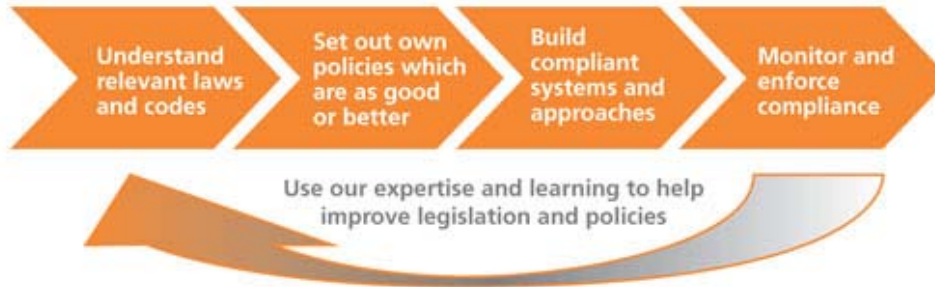 Understand
relevant laws
and codes
Set out own
policies which
are as good
or better
Build
compliant
systems and
approaches
Monitor and
enforce
compliance
Use our expertise and learning to help
improve legislation and policies